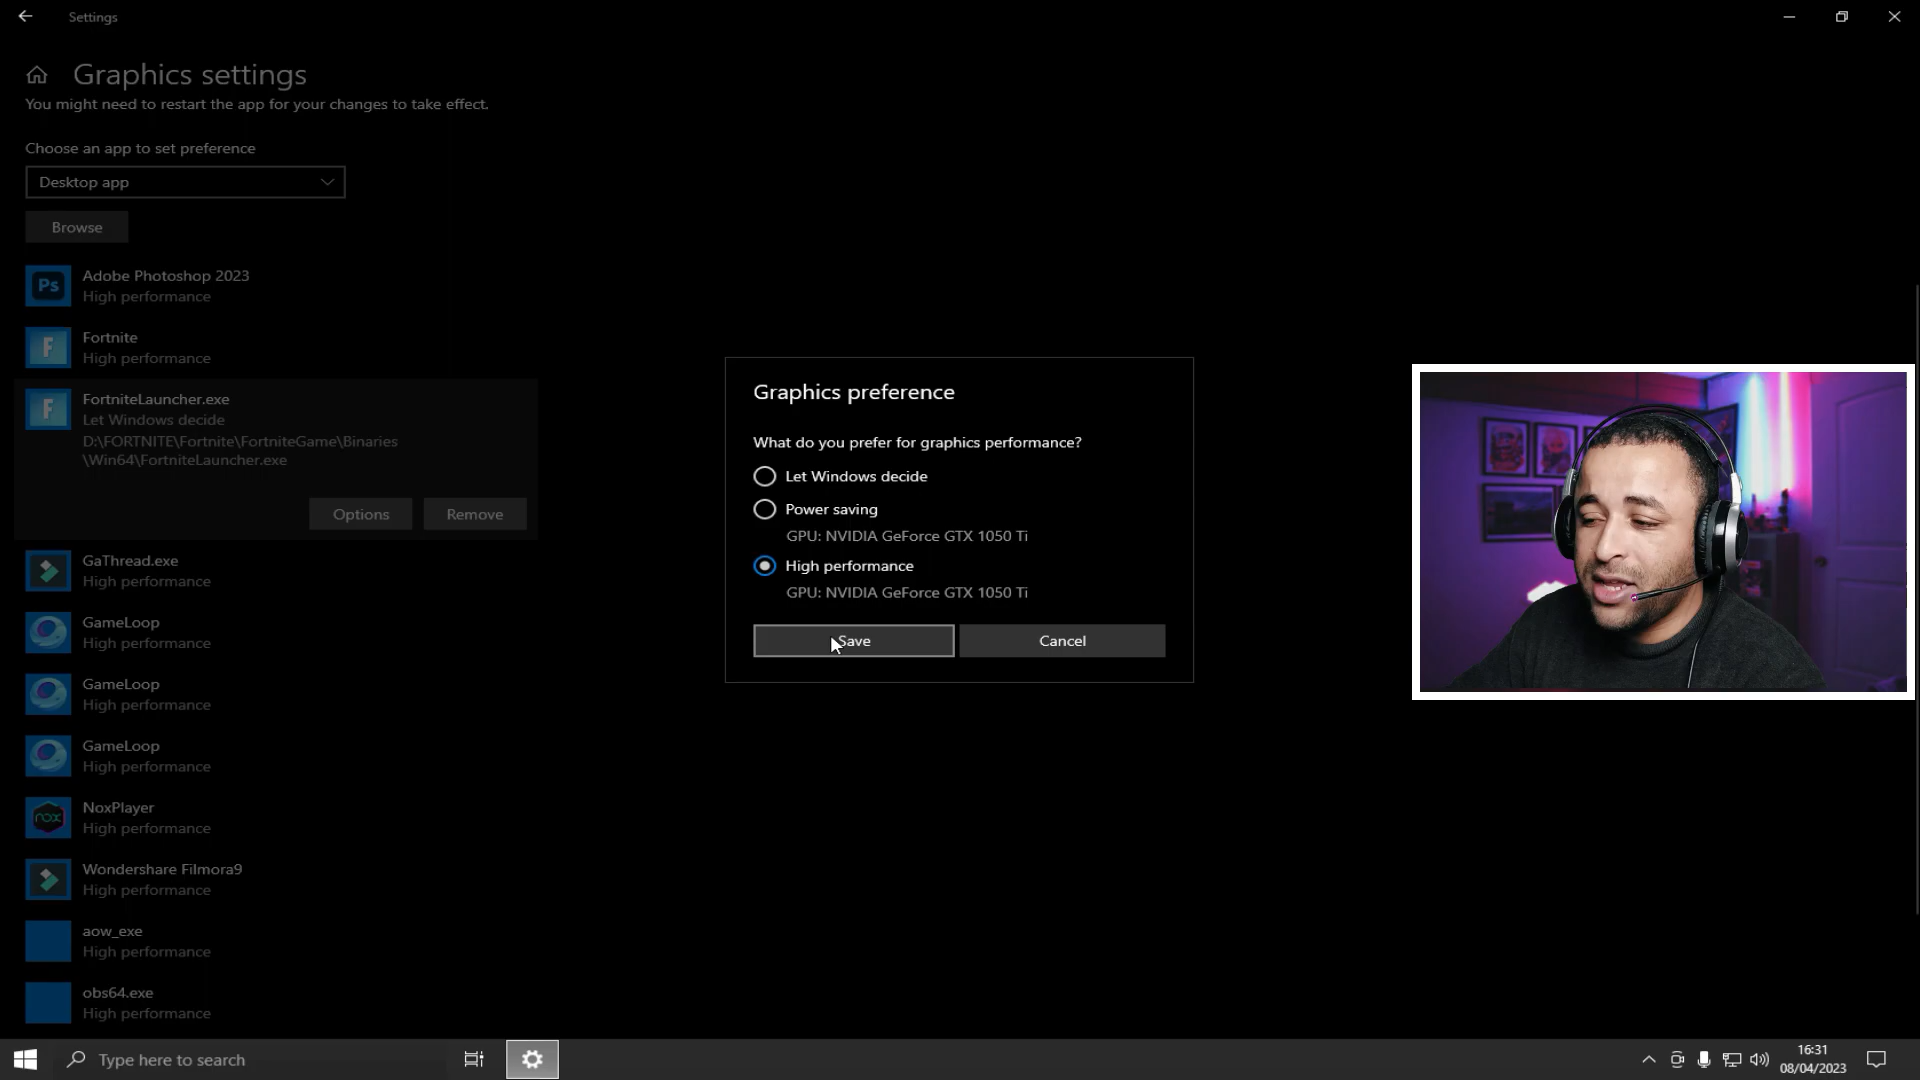 Settings
Graphics settings
You might need to restart the app for your changes to take effect.
Choose an app to set preference
Desktop app
Browse
Ps
Adobe Photoshop 2023
High performance
F
Fortnite
High performance
F
FortniteLauncher.exe
Let Windows decide
D:\FORTNITE\Fortnite\FortniteGame\Binaries
\Win64\FortniteLauncher.exe
Options
Remove
GaThread.exe
High performance
GameLoop
High performance
GameLoop
High performance
GameLoop
High performance
nox
NoxPlayer
High performance
Wondershare Filmora9
High performance
aow_exe
High performance
obs64.exe
High performance
Graphics preference
What do you prefer for graphics performance?
Let Windows decide
Power saving
GPU: NVIDIA GeForce GTX 1050 Ti
High performance
GPU: NVIDIA GeForce GTX 1050 Ti
Save
Cancel
Type here to search
16:31
08/04/2023